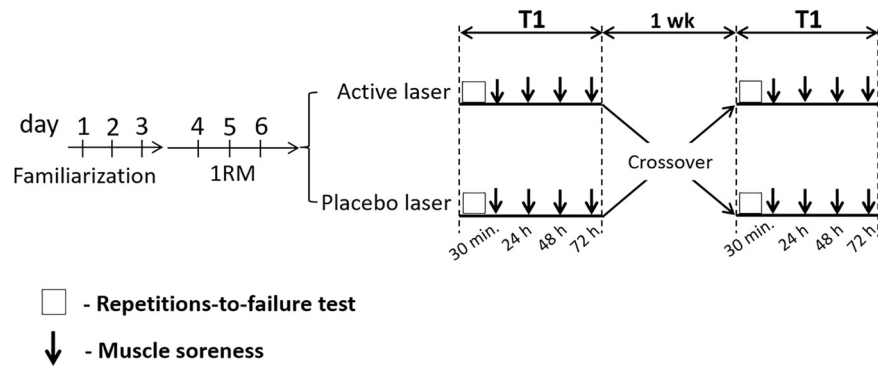 T1 1 wk T1
Active laser
day 1 2 3 4 5 6
Familiarization 1RM
Crossover
Placebo laser
30 min. 24 h 48 h 72 h. 30 min. 24 h 48 h 72 h.
- Repetitions-to-failure test
- Muscle soreness